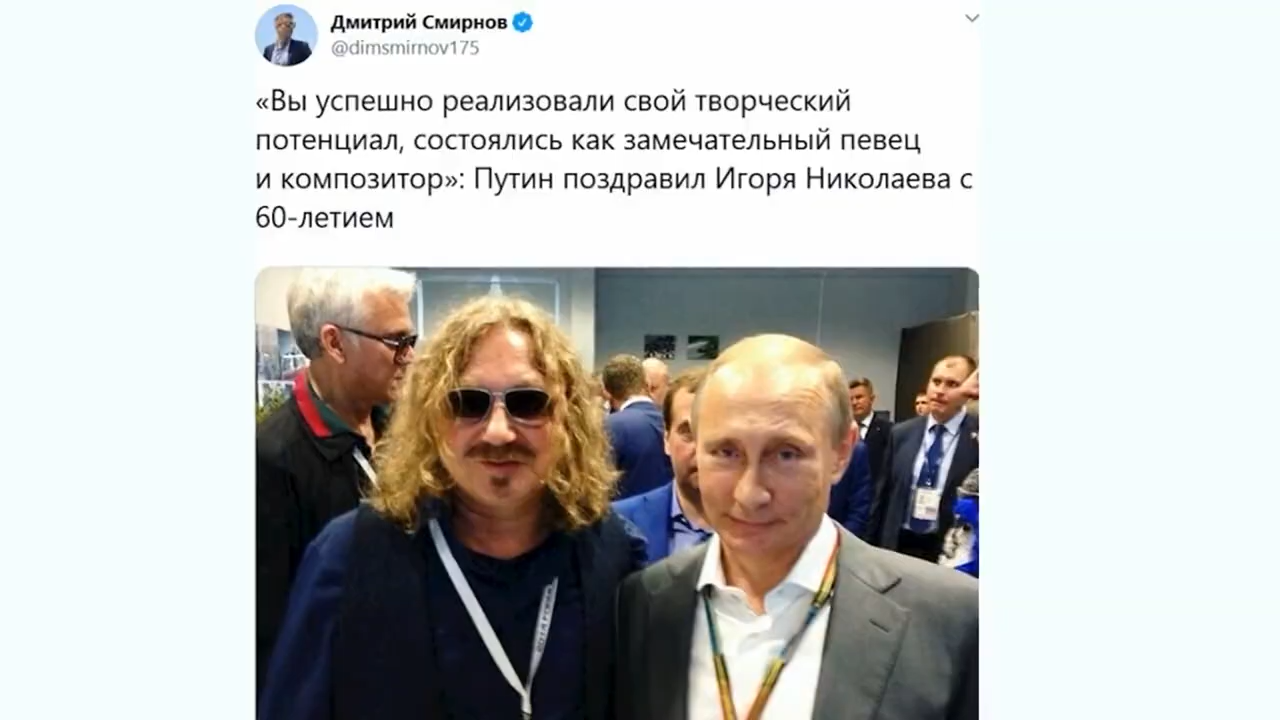 Дмитрий Смирнов
@dimsmirnov175
«Вы успешно реализовали свой творческий
потенциал, состоялись как замечательный певец
и композитор»: Путин поздравил Игоря Николаева с
60-летием